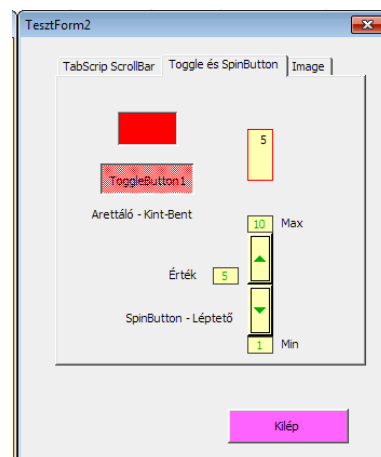 TesztForm2
TabScrip ScrollBar Toggle és SpinButton Image
5
ToggleButton1
Arettáló - Kint-Bent
10 Max
Érték 5
SpinButton - Léptető
1 Min
Kilép